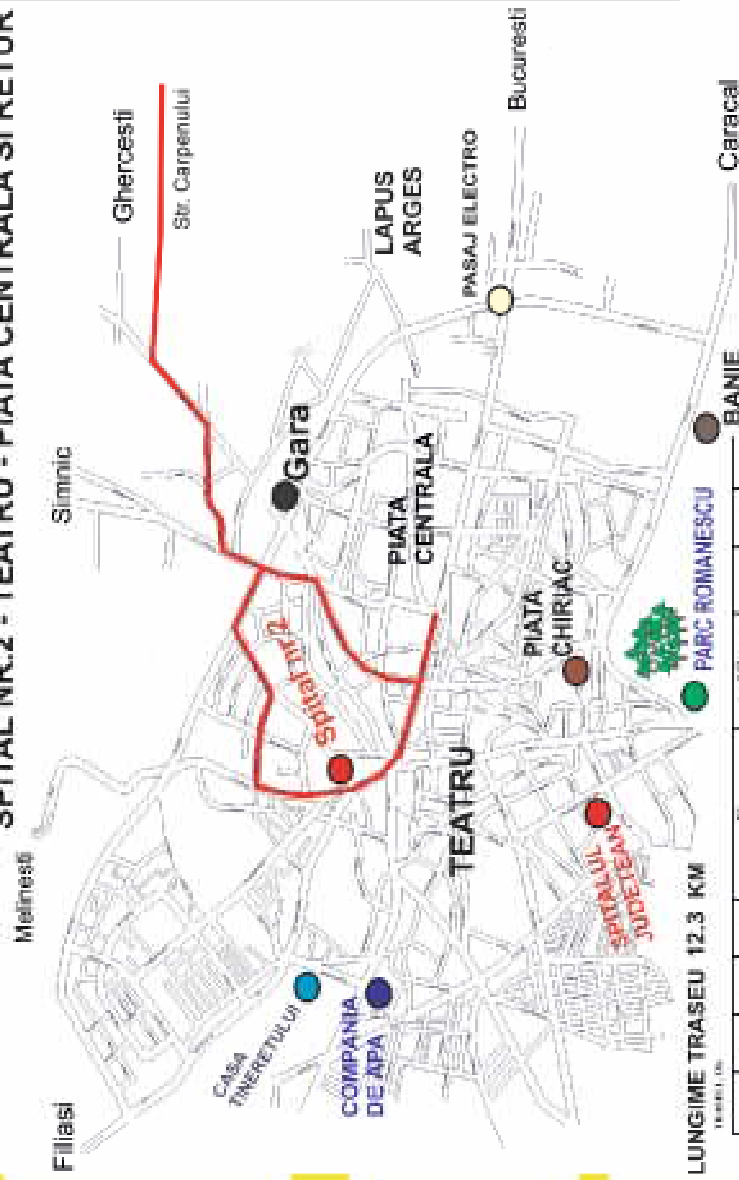 SPITAL NR.2 - TEATRU - PIATA CENTRALA SI RETUR
Filiasi
Melinesti
Simnic
Ghercesti
Str. Carpenului
Gara
Spital nr.2
LAPUS
ARGES
PASAJ ELECTRO
Bucuresti
CASA
TINERETULUI
COMPANIA
DE APA
TEATRU
PIATA
CENTRALA
PIATA
CHIRIAC
SPITALUL
JUDETEAN
PARC ROMANESCU
BANIE
Caracal
LUNGIME TRASEU 12.3 KM